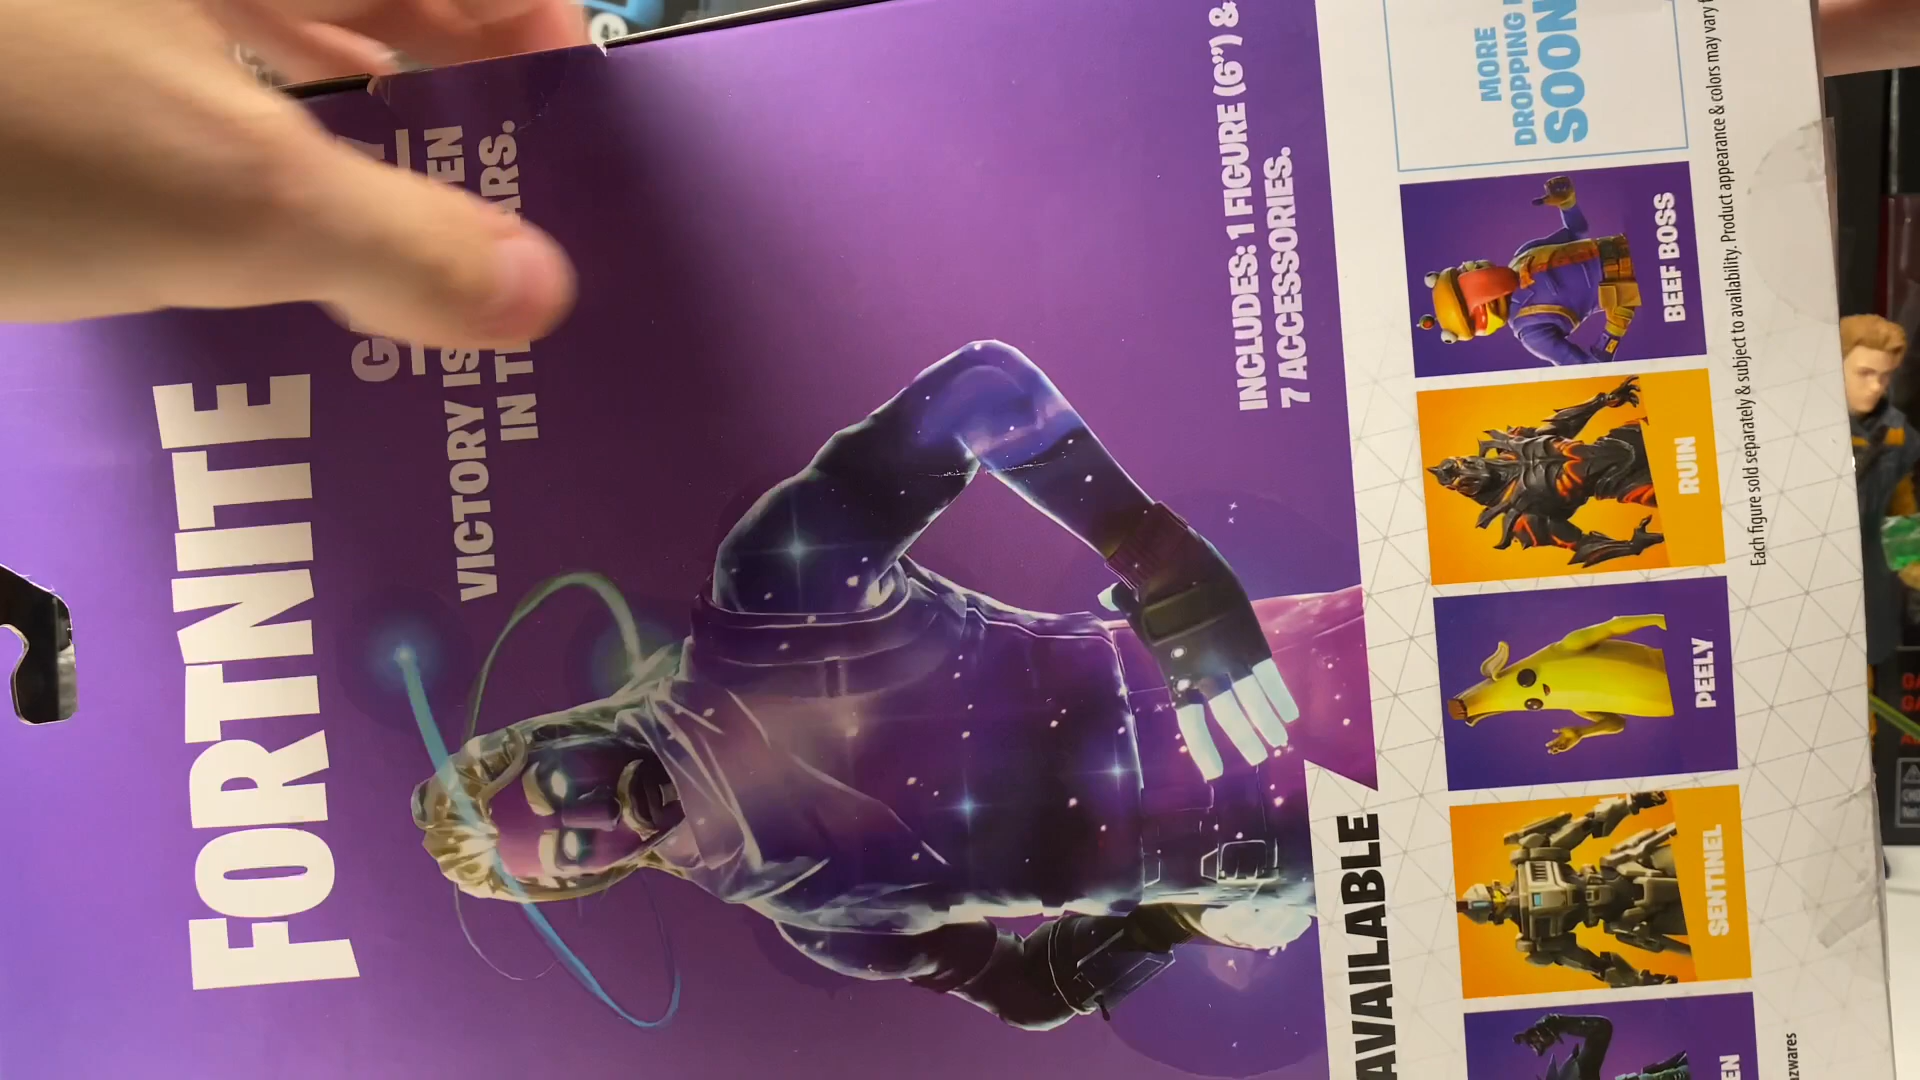 FORTNITE
VICTORY IS
IN
INCLUDES: 1 FIGURE (6") &
7 ACCESSORIES.
AVAILABLE
SENTINEL
PEELY
RUIN
BEEF BOSS
MORE
DROPPING
SOON
Each figure sold separately & subject to availability. Product appearance & colors may vary